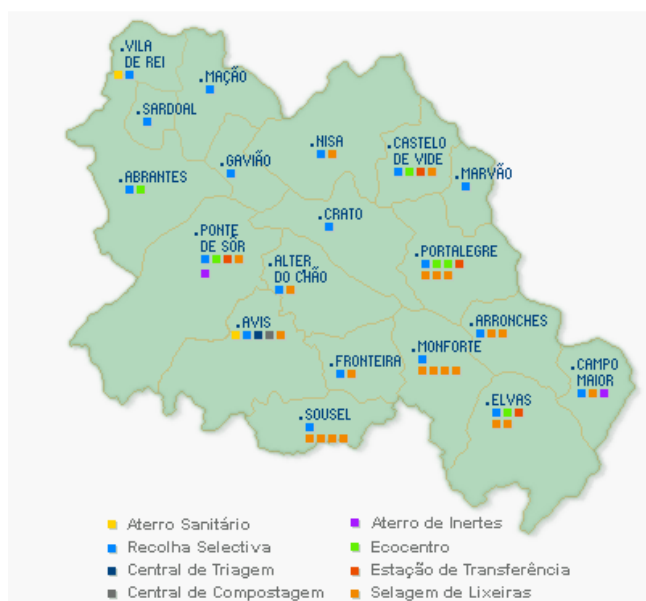 .VILA
DE REI
.MAÇÃO
.SARDOAL
.NISA
.CASTELO
DE VIDE
.GAVIÃO
.MARVÃO
.ABRANTES
.CRATO
.PONTE
DE SÔR
.ALTER
DO CHÃO
.PORTALEGRE
.AVIS
.ARRONCHES
.MONFORTE
.FRONTEIRA
.CAMPO
MAIOR
.ELVAS
.SOUSEL
Aterro Sanitário
Recolha Selectiva
Central de Triagem
Central de Compostagem
Aterro de Inertes
Ecocentro
Estação de Transferência
Selagem de Lixeiras